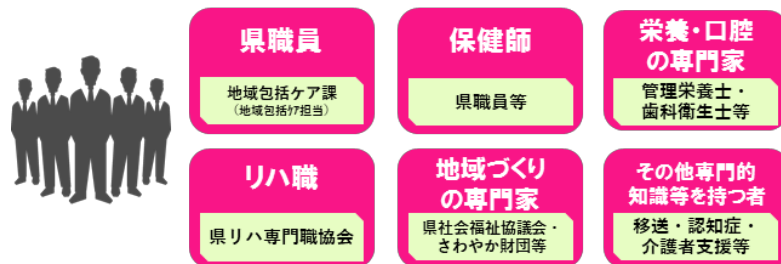 県職員
地域包括ケア課
(地域包括ｹｱ担当)
保健師
県職員等
栄養・口腔
の専門家
管理栄養士・
歯科衛生士等
リハ職
県リハ専門職協会
地域づくり
の専門家
県社会福祉協議会・
さわやか財団等
その他専門的
知識等を持つ者
移送・認知症・
介護者支援等